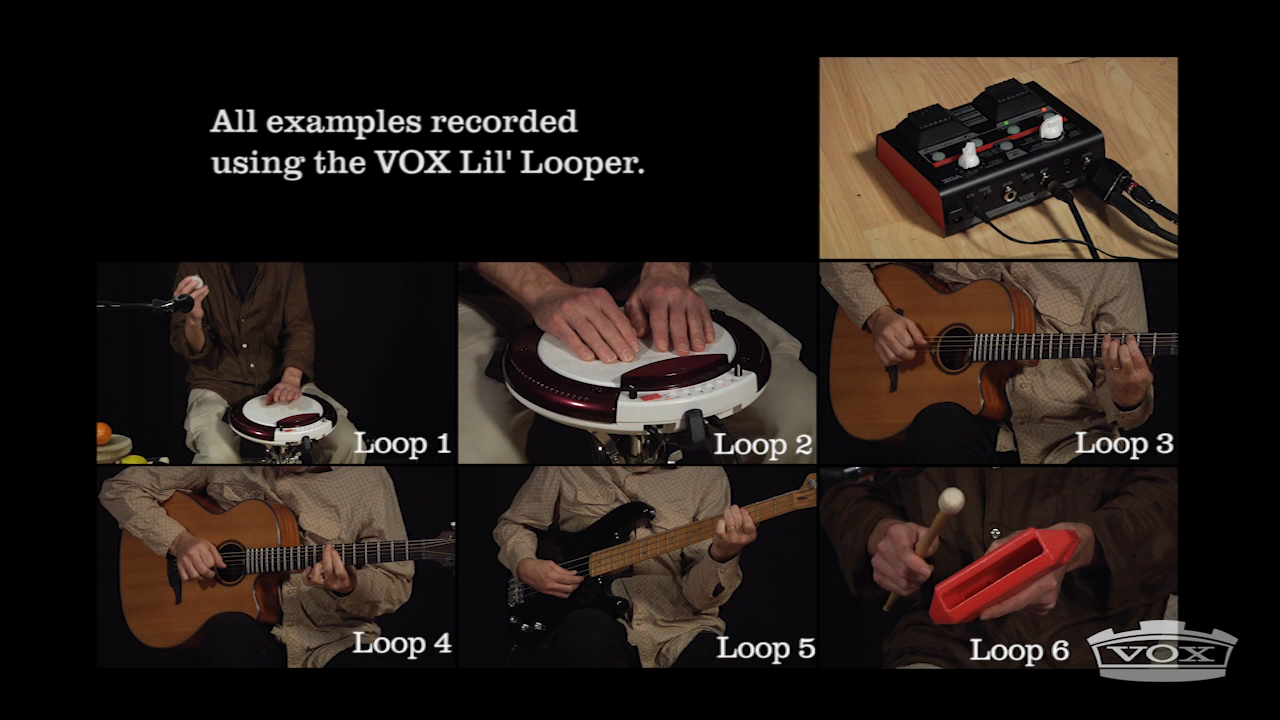 All examples recorded
using the VOX Lil' Looper.
Loop 1
Loop 2
Loop 3
Loop 4
Loop 5
Loop 6
VOX